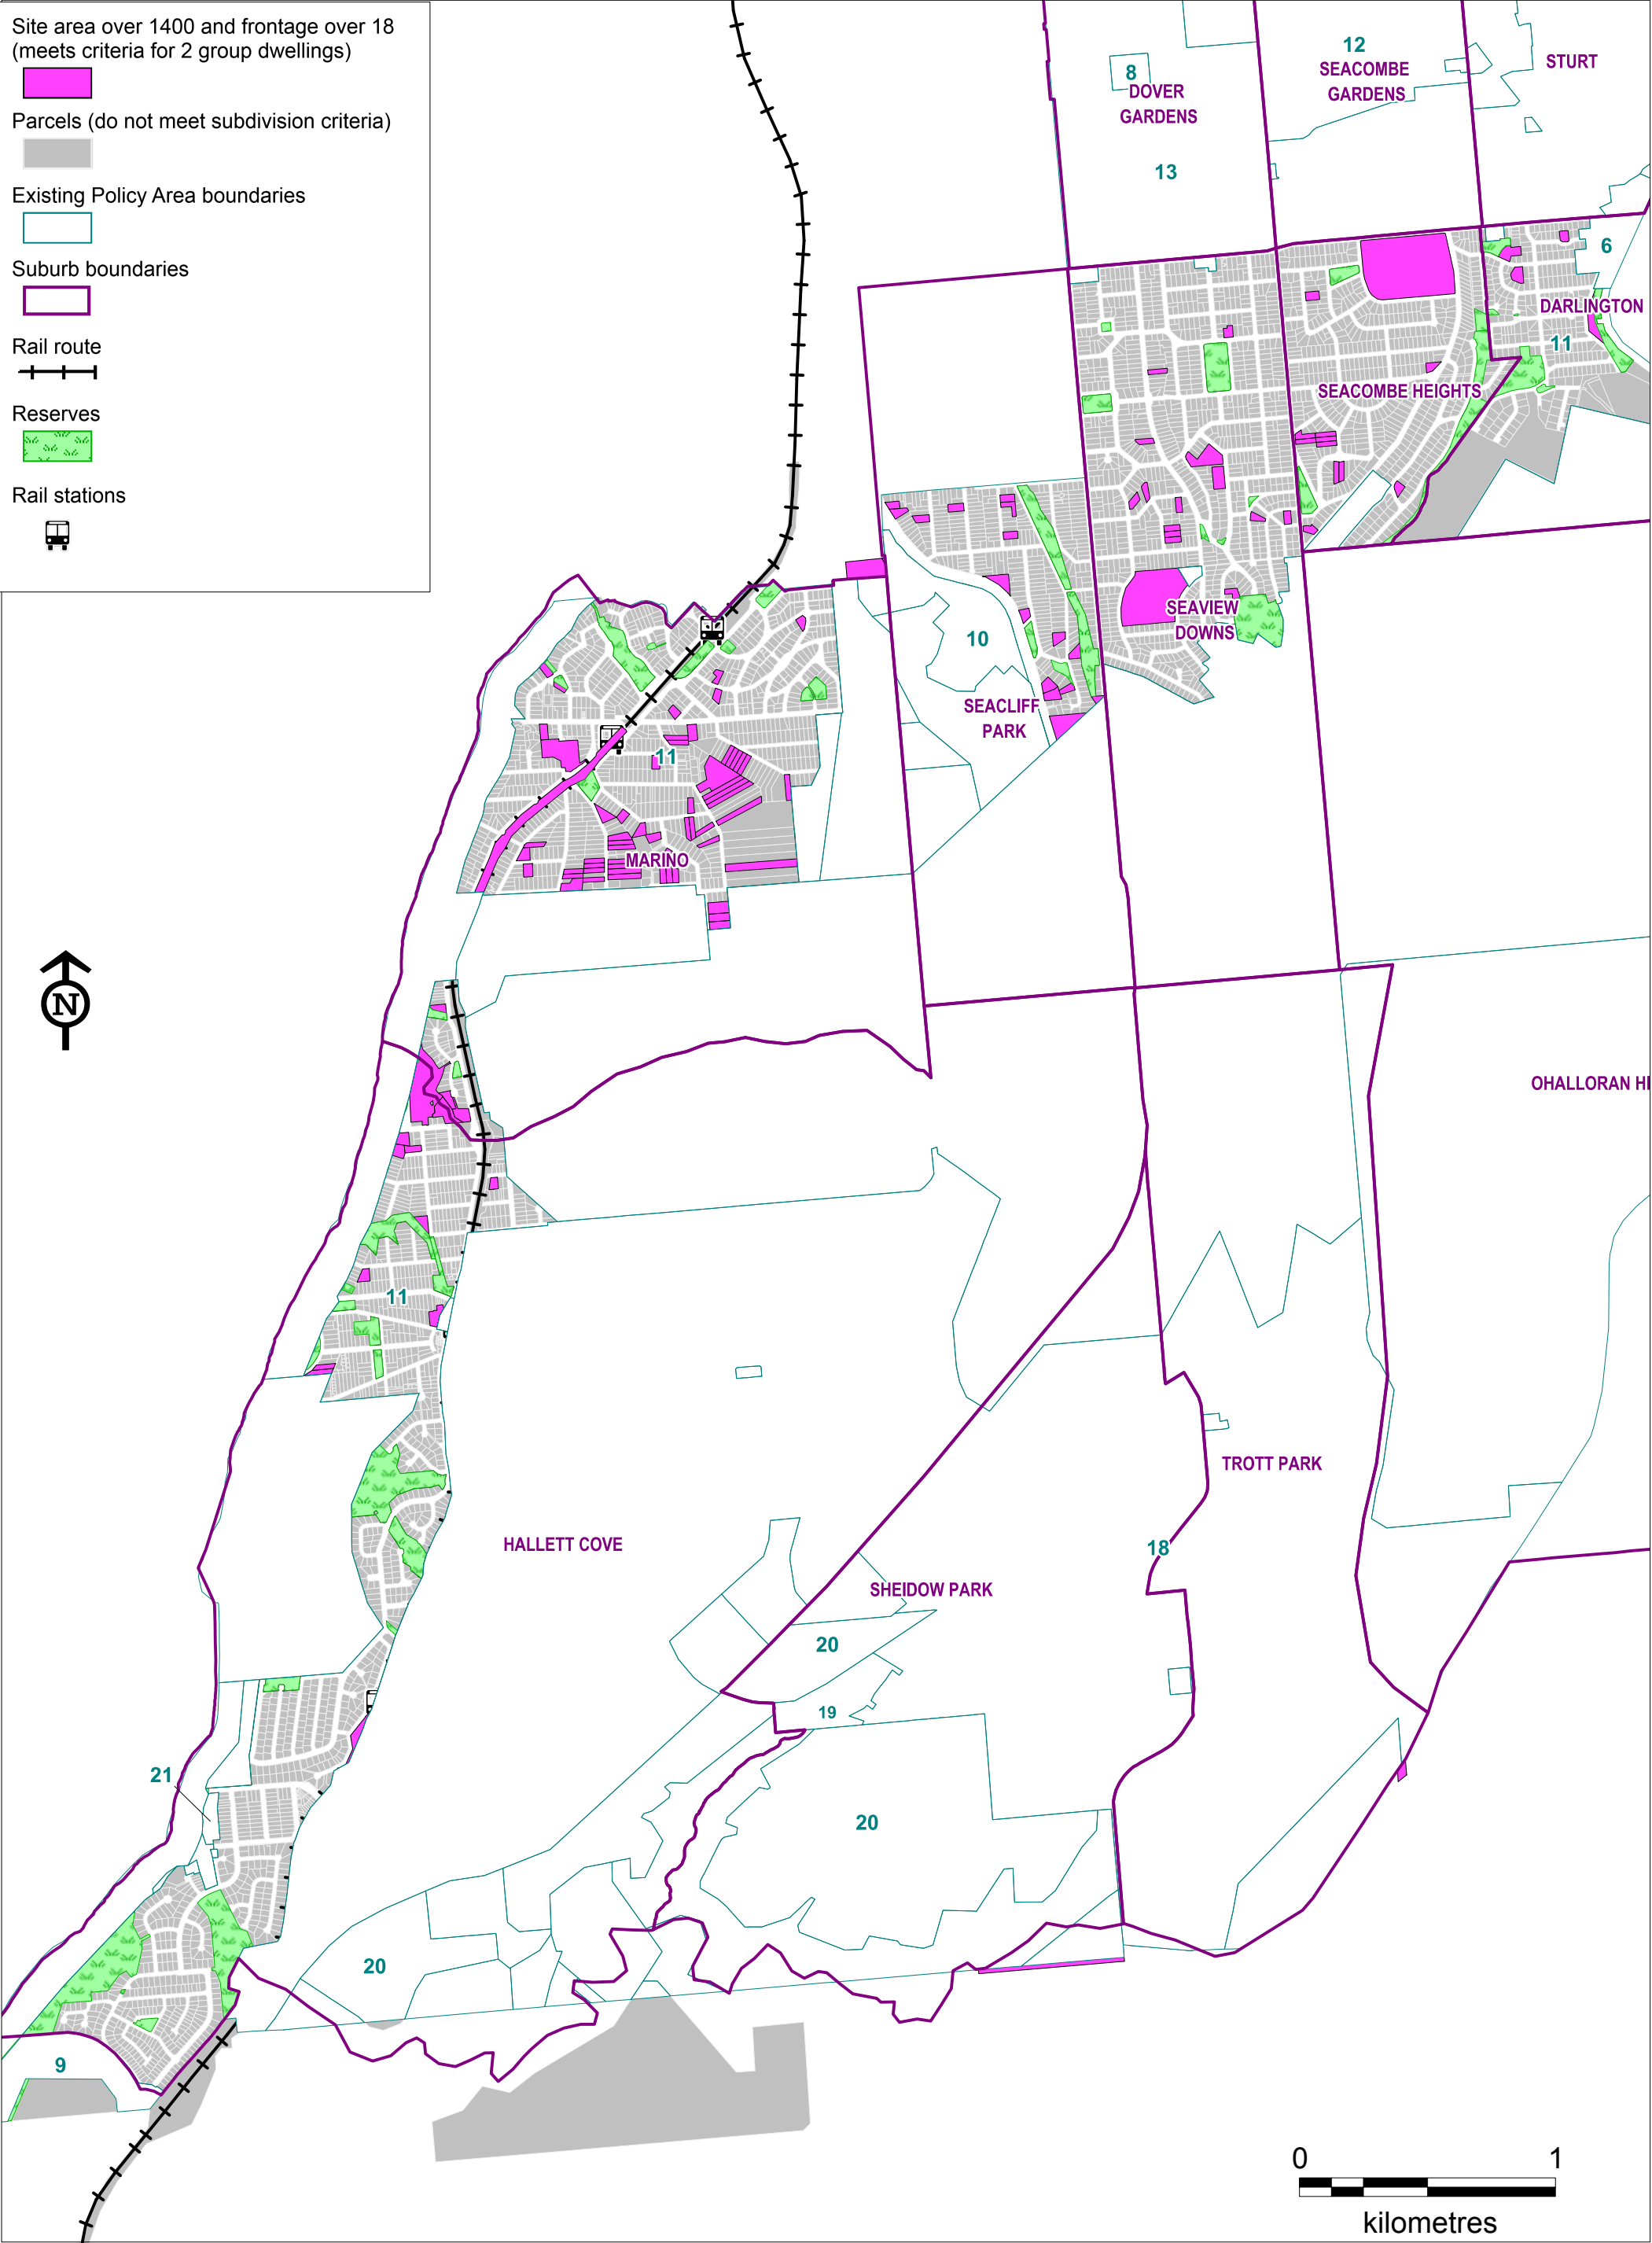 Site area over 1400 and frontage over 18
(meets criteria for 2 group dwellings)
Parcels (do not meet subdivision criteria)
Existing Policy Area boundaries
Suburb boundaries
Rail route
Reserves
Rail stations
12
SEACOMBE
GARDENS
STURT
8
DOVER
GARDENS
13
6
DARLINGTON
11
SEACOMBE HEIGHTS
SEAVIEW
DOWNS
10
SEACLIFF
PARK
11
MARINO
N
OHALLORAN HI
11
TROTT PARK
HALLETT COVE
18
SHEIDOW PARK
20
19
21
20
20
9
0 1
kilometres